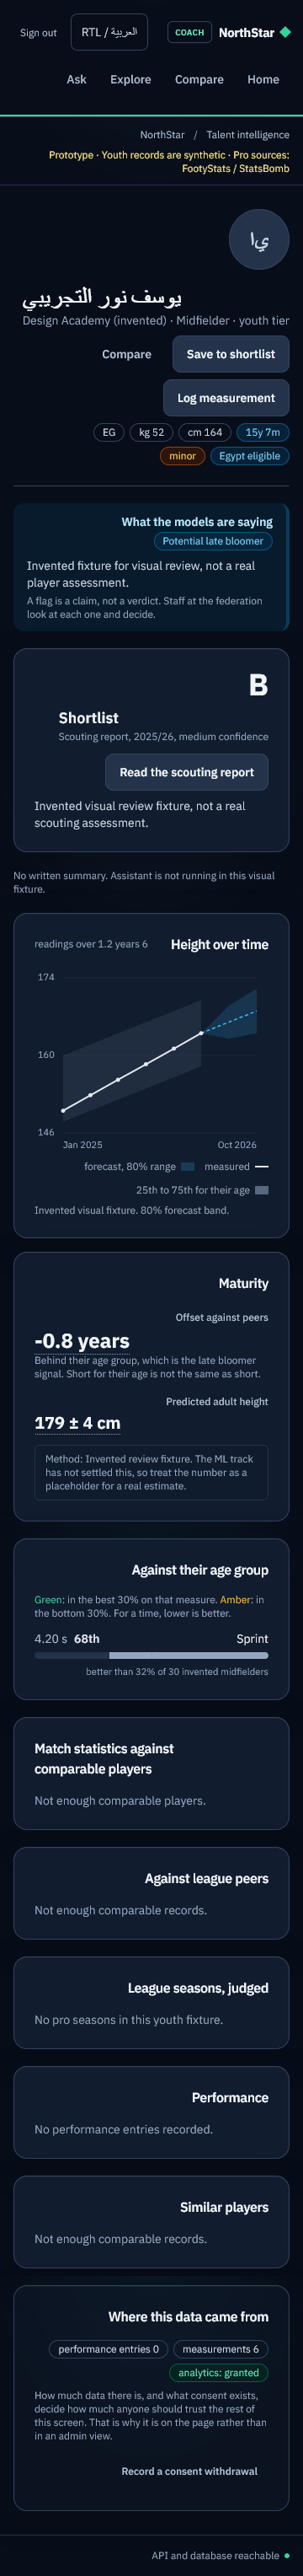 NorthStar COACH RTL / العربية Sign out
Home Compare Explore Ask
NorthStar / Talent intelligence
Prototype · Youth records are synthetic · Pro sources:
FootyStats / StatsBomb
يا
يوسف نور التجريبي
Design Academy (invented) · Midfielder · youth tier
Save to shortlist Compare
Log measurement
15y 7m cm 164 kg 52 EG
Egypt eligible minor
What the models are saying
Potential late bloomer
Invented fixture for visual review, not a real
player assessment.
A flag is a claim, not a verdict. Staff at the federation
look at each one and decide.
B
Shortlist
Scouting report, 2025/26, medium confidence
Read the scouting report
Invented visual review fixture, not a real
scouting assessment.
No written summary. Assistant is not running in this visual
fixture.
Height over time readings over 1.2 years 6
174
160
146
Jan 2025 Oct 2026
measured forecast, 80% range
25th to 75th for their age
Invented visual fixture. 80% forecast band.
Maturity
Offset against peers
-0.8 years
Behind their age group, which is the late bloomer
signal. Short for their age is not the same as short.
Predicted adult height
179 ± 4 cm
Method: Invented review fixture. The ML track
has not settled this, so treat the number as a
placeholder for a real estimate.
Against their age group
Green: in the best 30% on that measure. Amber: in
the bottom 30%. For a time, lower is better.
Sprint 4.20 s 68th
better than 32% of 30 invented midfielders
Match statistics against
comparable players
Not enough comparable players.
Against league peers
Not enough comparable records.
League seasons, judged
No pro seasons in this youth fixture.
Performance
No performance entries recorded.
Similar players
Not enough comparable records.
Where this data came from
measurements 6 performance entries 0
analytics: granted
How much data there is, and what consent exists,
decide how much anyone should trust the rest of
this screen. That is why it is on the page rather than
in an admin view.
Record a consent withdrawal
API and database reachable